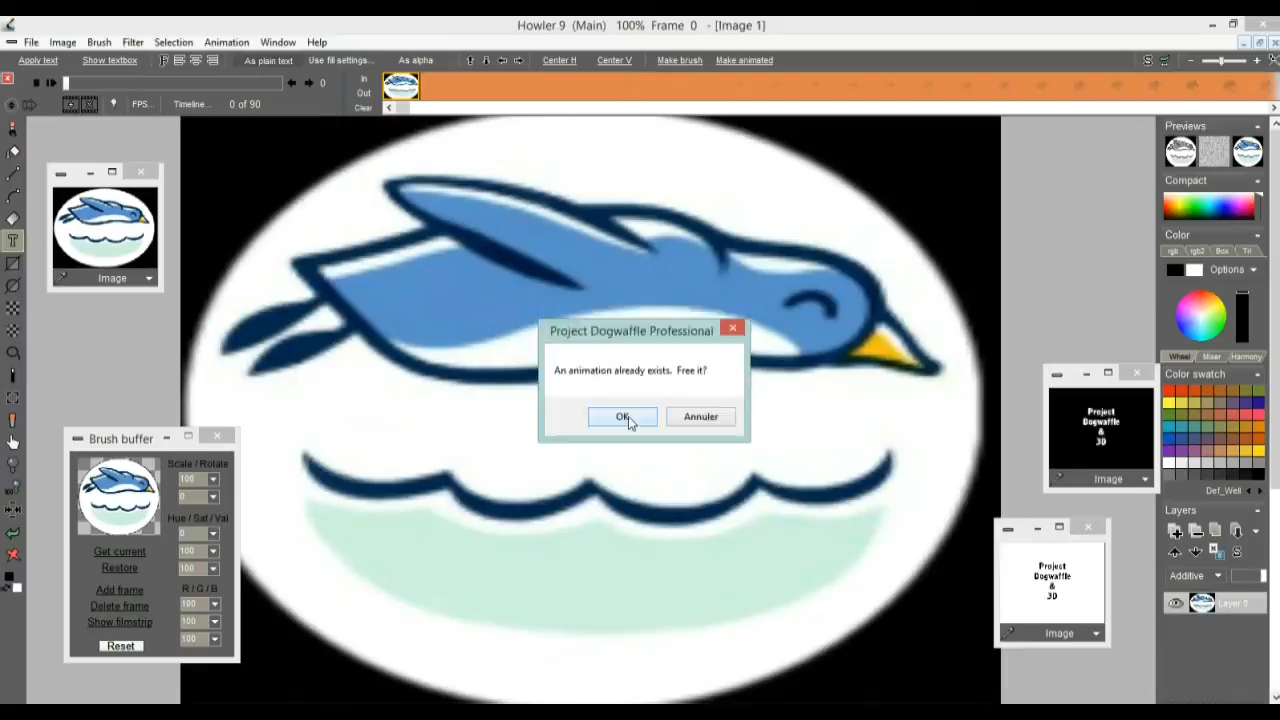 Howler 9 (Main) 100% Frame 0 - [Image 1]
File Image Brush Filter Selection Animation Window Help
Apply text Show textbox As plain text Use fill settings... As alpha Center H Center V Make brush Make animated
0 In
Out
FPS... Timeline... 0 of 90 Clear
Previews
Compact
Color
rgb rgb2 Box
Options
Wheel Mixer Harmony
Color swatch
Def_Well
Layers
Additive
Layer 0
Image
Project Dogwaffle Professional
An animation already exists. Free it?
OK Annuler
Project
Dogwaffle
&
3D
Image
Brush buffer
Scale / Rotate
100
0
Hue / Sat / Val
0
Get current 100
Restore 100
Add frame R / G / B
Delete frame 100
Show filmstrip 100
Reset 100
Project
Dogwaffle
&
3D
Image